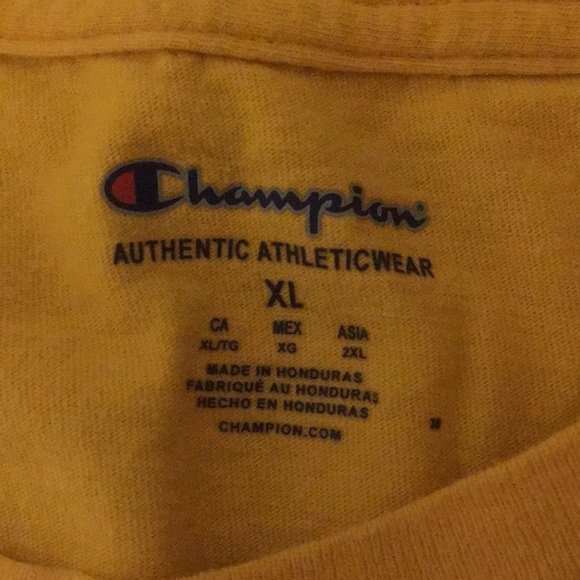 Champion
AUTHENTIC ATHLETICWEAR
XL
CA MEX ASIA
XL/TG XG 2XL
MADE IN HONDURAS
FABRIQUÉ AU HONDURAS
HECHO EN HONDURAS
CHAMPION.COM